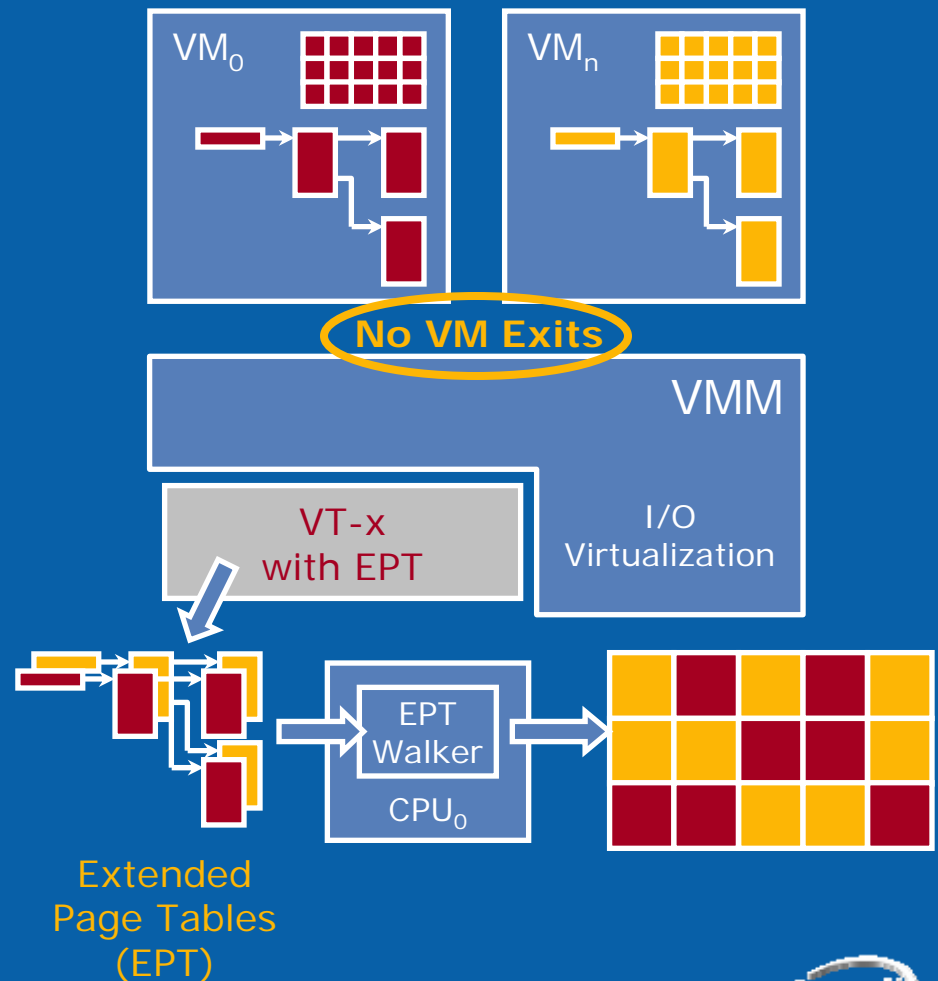 VM0
VMn
No VM Exits
VMM
VT-x
with EPT
I/O
Virtualization
EPT
Walker
CPU0
Extended
Page Tables
(EPT)